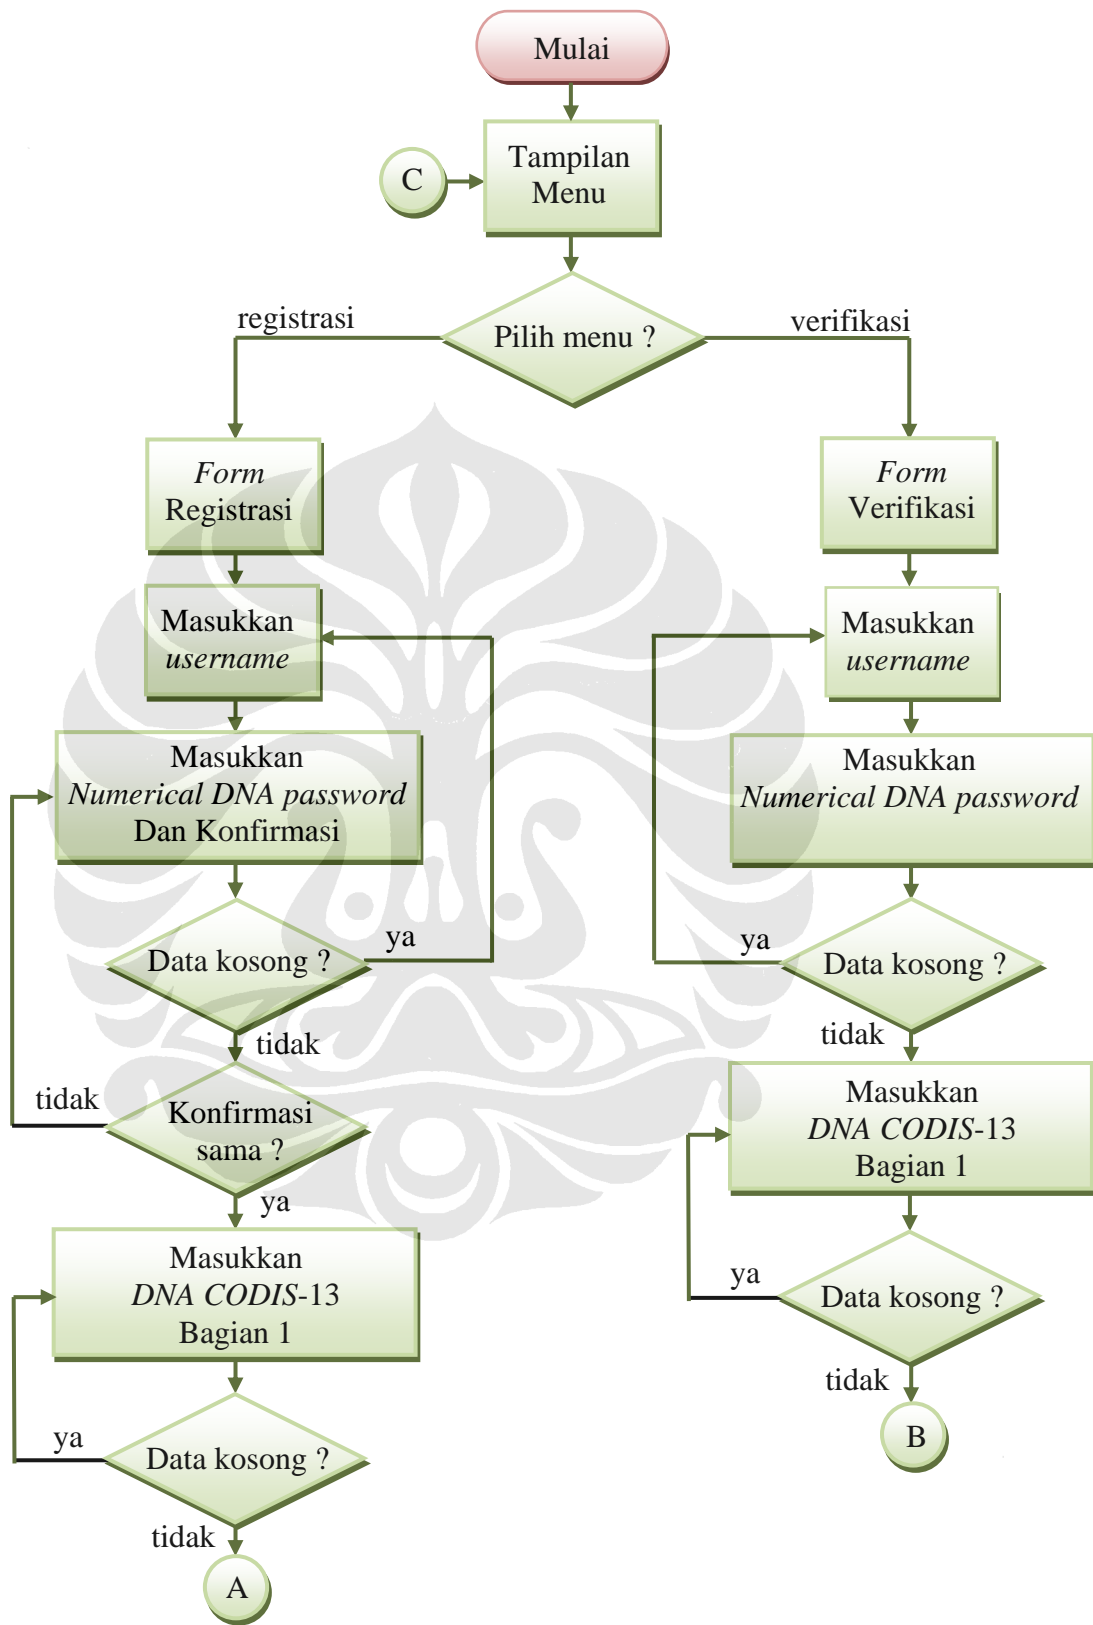 Mulai
C
Tampilan
Menu
Pilih menu ?
registrasi
verifikasi
Form
Registrasi
Masukkan
username
Masukkan
Numerical DNA password
Dan Konfirmasi
Data kosong ?
ya
tidak
Konfirmasi
sama ?
tidak
ya
Masukkan
DNA CODIS-13
Bagian 1
Data kosong ?
ya
tidak
A
Form
Verifikasi
Masukkan
username
Masukkan
Numerical DNA password
Data kosong ?
ya
tidak
Masukkan
DNA CODIS-13
Bagian 1
Data kosong ?
ya
tidak
B